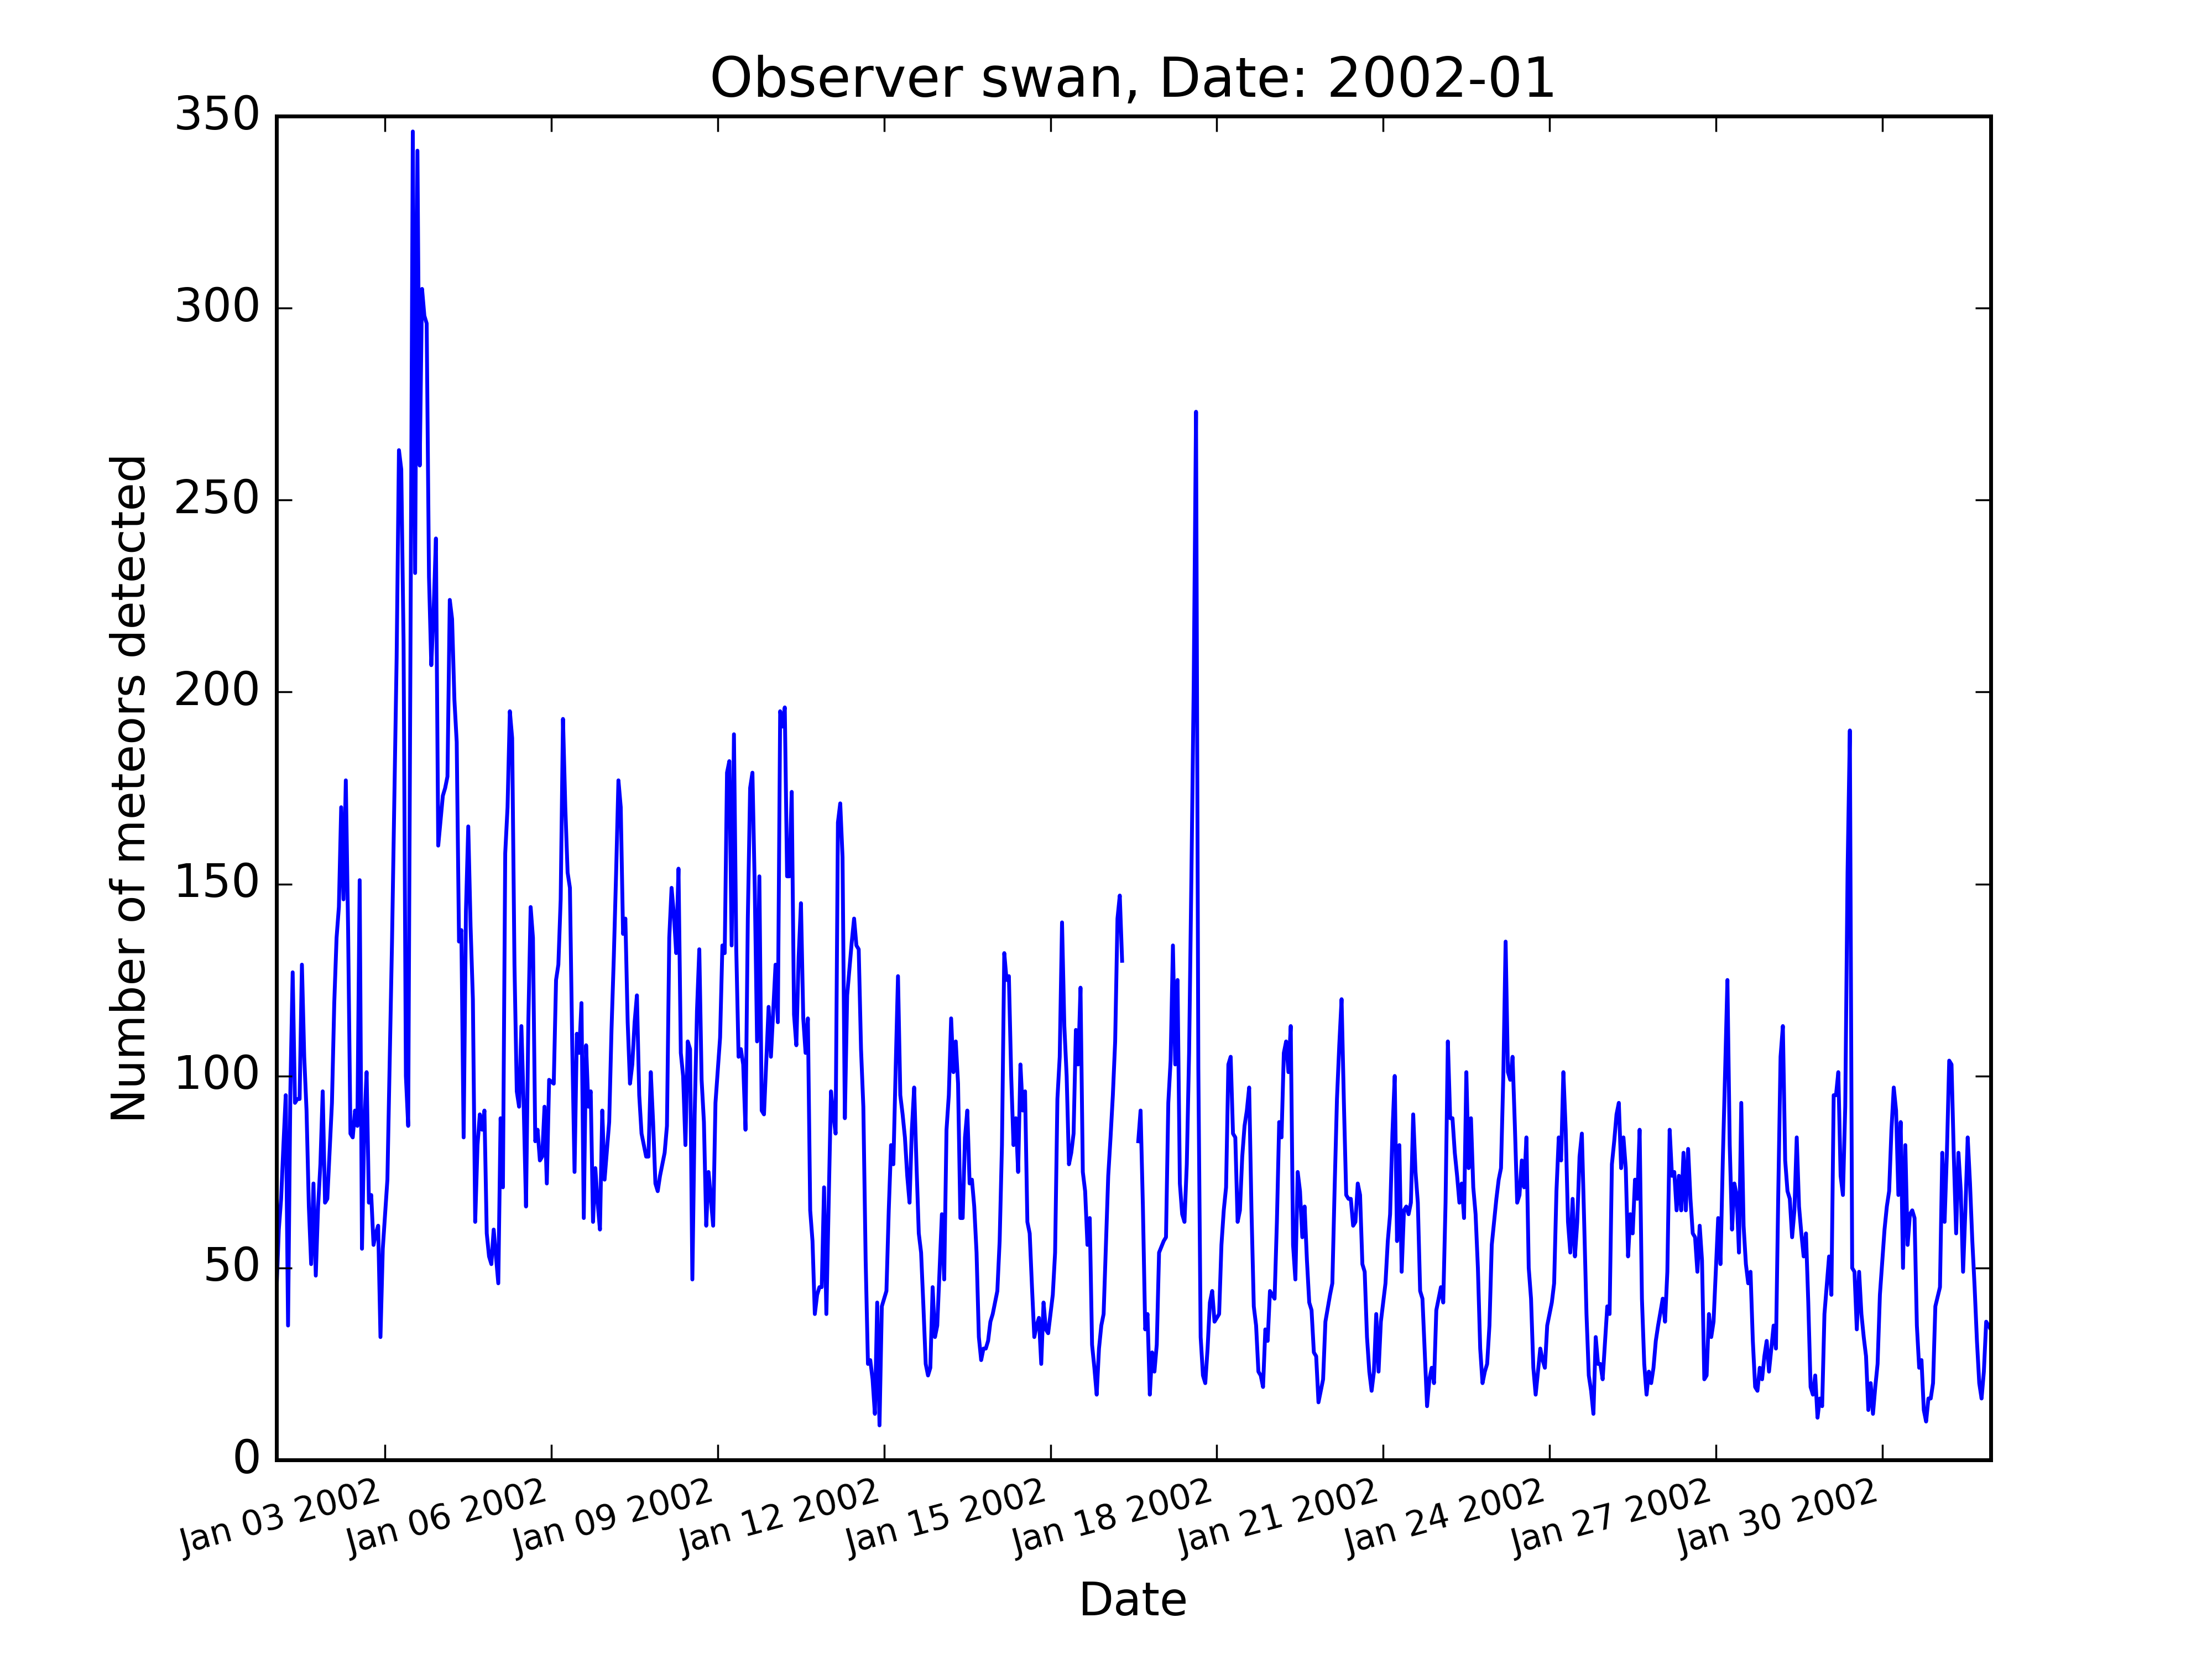 Observer swan, Date: 2002-01
350
300
250
200
150
100
50
0
Number of meteors detected
Jan 03 2002
Jan 06 2002
Jan 09 2002
Jan 12 2002
Jan 15 2002
Jan 18 2002
Jan 21 2002
Jan 24 2002
Jan 27 2002
Jan 30 2002
Date